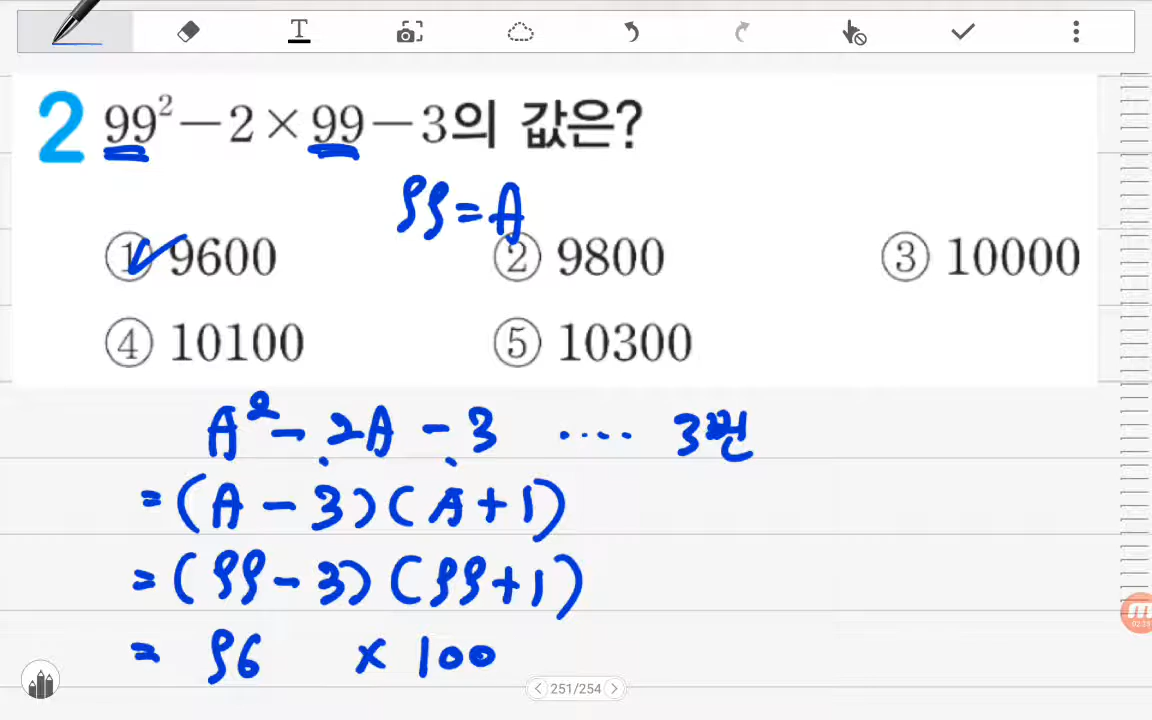 T
2 99² - 2 × 99 - 3의 값은?
99 = A
① 9600 ② 9800 ③ 10000
④ 10100 ⑤ 10300
A² - 2A - 3 ···· 3번
= (A - 3)(A + 1)
= (99 - 3)(99 + 1)
= 96 × 100
251/254